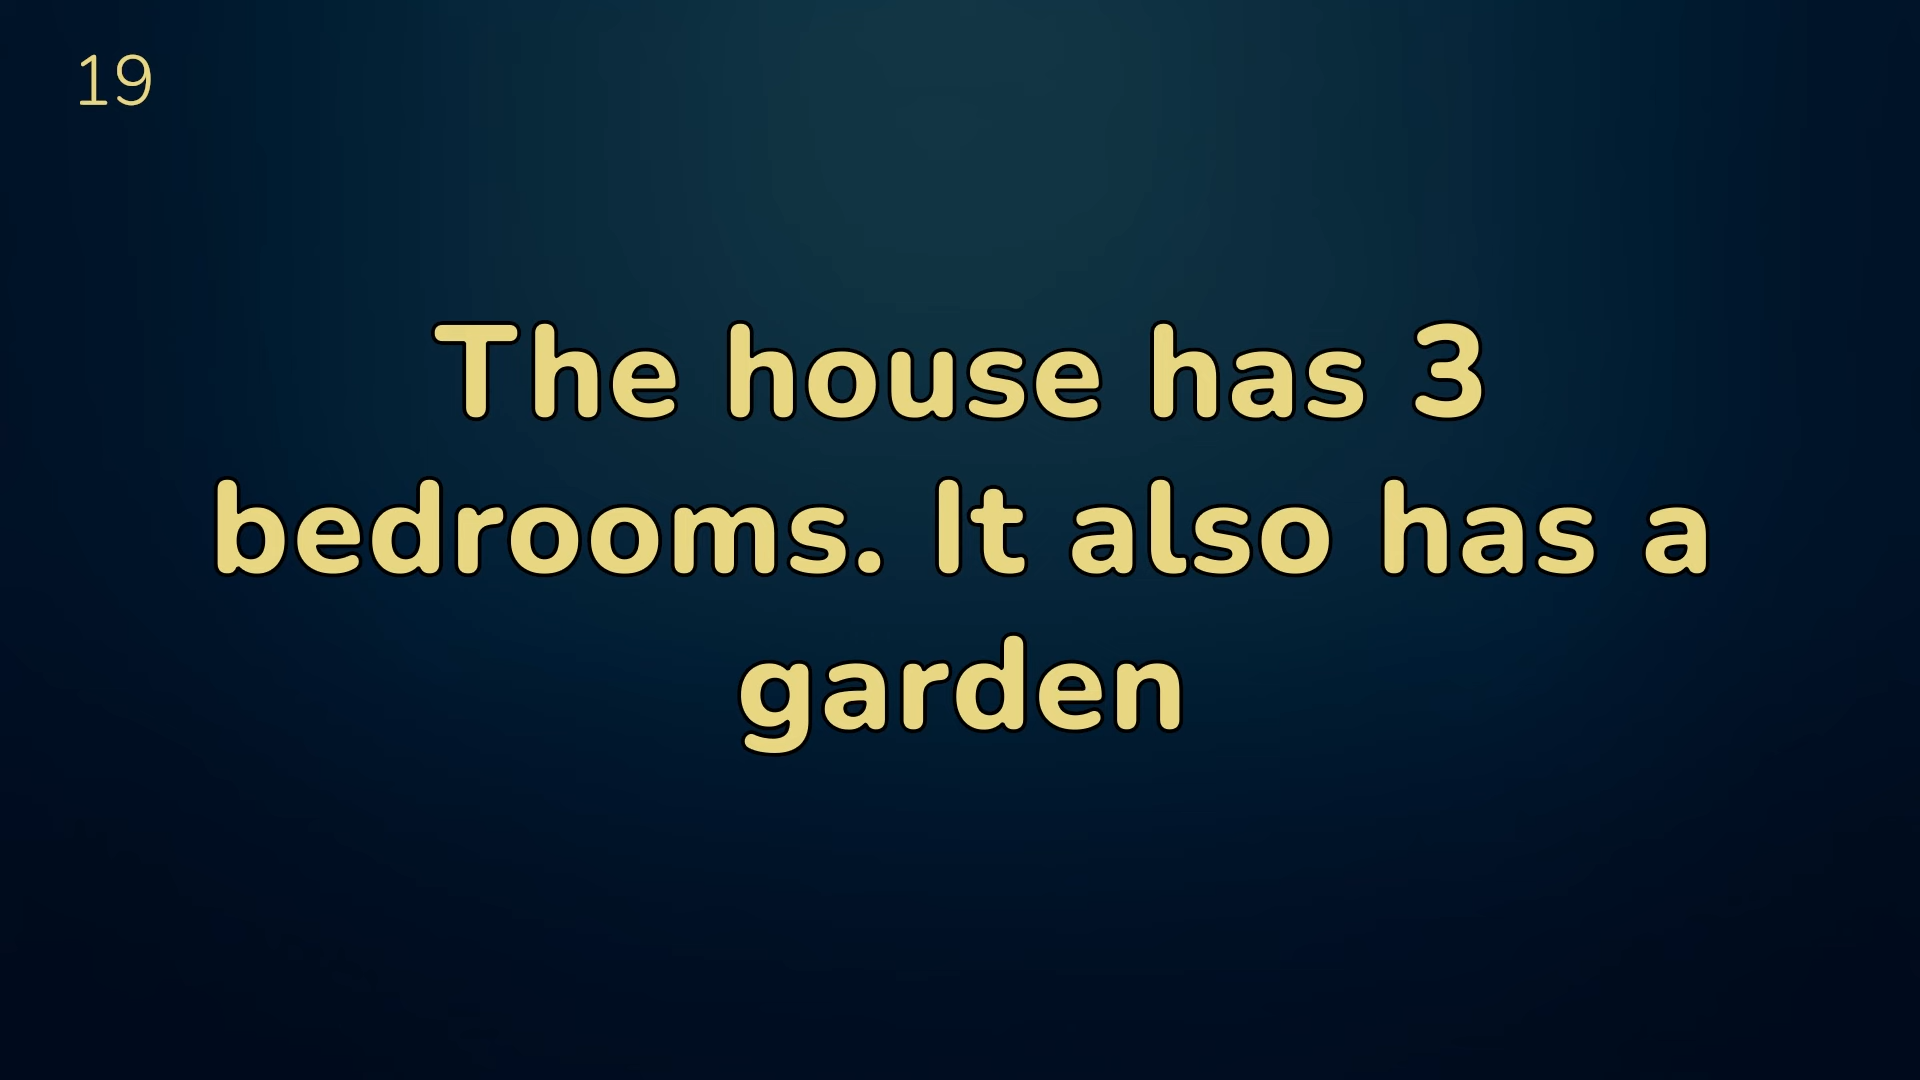 19
The house has 3
bedrooms. It also has a
garden